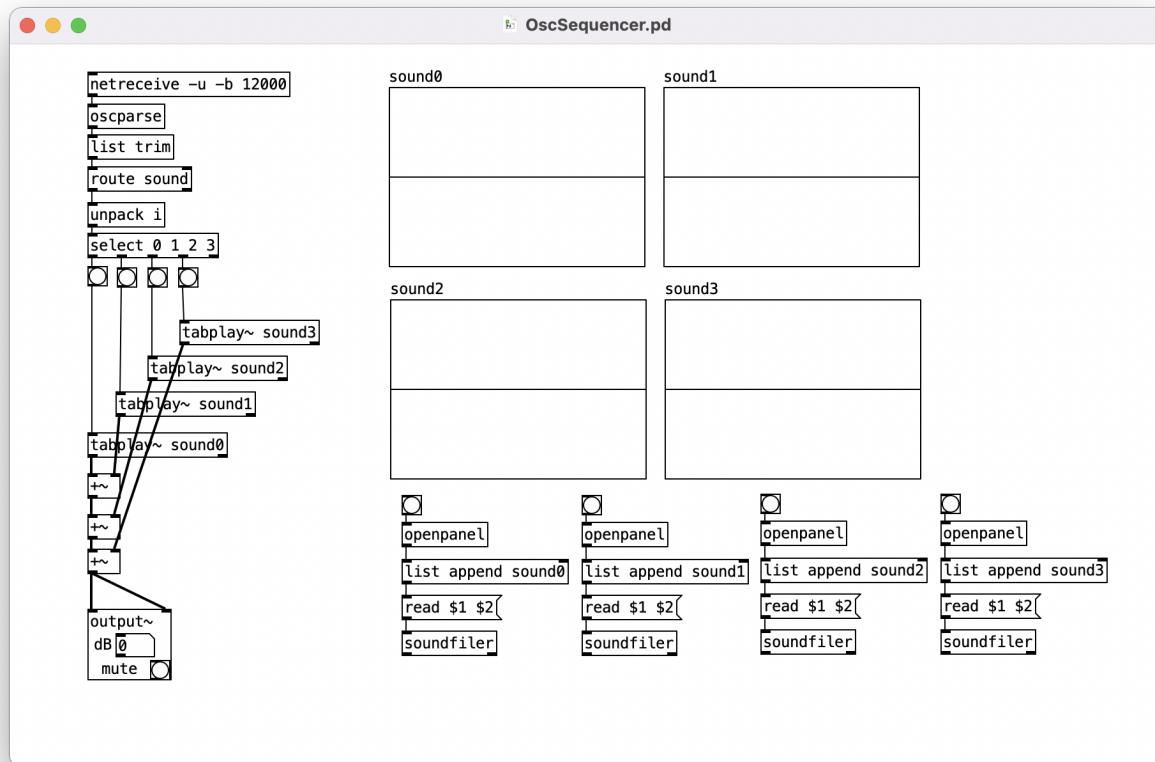 OscSequencer.pd
netreceive -u -b 12000
oscparse
list trim
route sound
unpack i
select 0 1 2 3
tabplay~ sound3
tabplay~ sound2
tabplay~ sound1
tabplay~ sound0
+~
+~
+~
output~
dB 0
mute
sound0
sound1
sound2
sound3
openpanel
list append sound0
read $1 $2
soundfiler
openpanel
list append sound1
read $1 $2
soundfiler
openpanel
list append sound2
read $1 $2
soundfiler
openpanel
list append sound3
read $1 $2
soundfiler